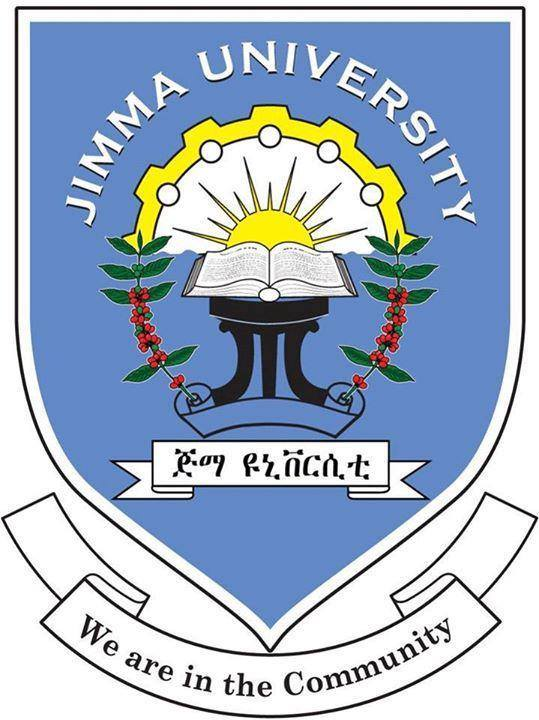 JIMMA UNIVERSITY
ጅማ ዩኒቨርሲቲ
We are in the Community